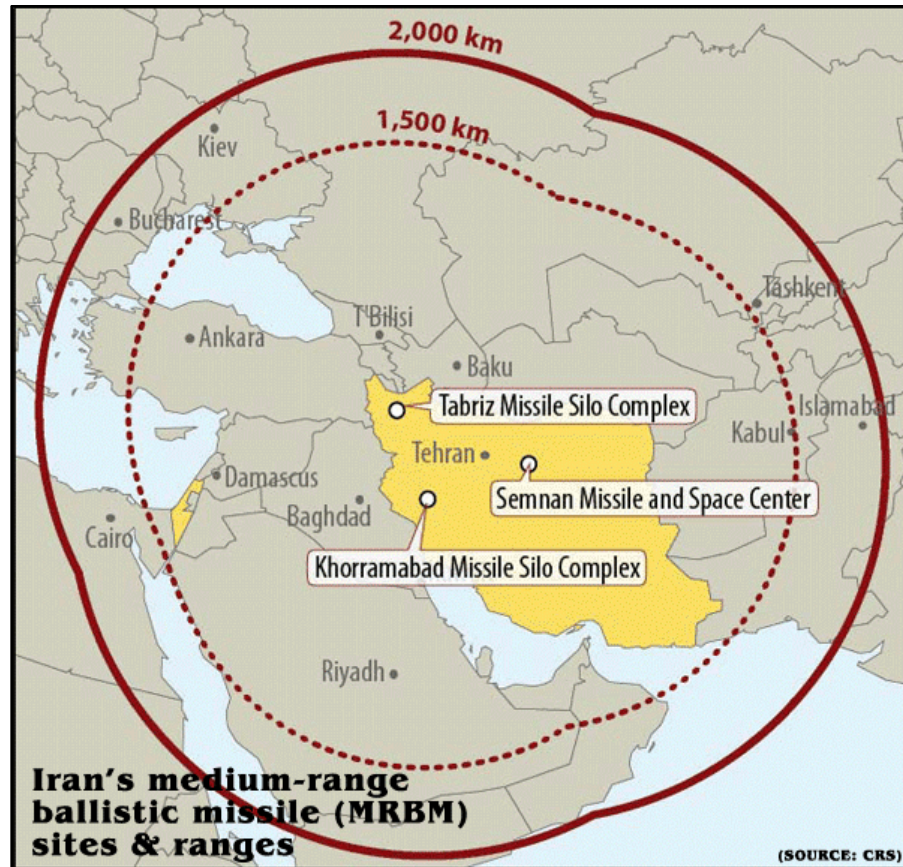 2,000 km
1,500 km
Kiev
Bucharest
Tashkent
T'Bilisi
Ankara
Baku
Tabriz Missile Silo Complex
Islamabad
Kabul
Tehran
Damascus
Semnan Missile and Space Center
Baghdad
Cairo
Khorramabad Missile Silo Complex
Riyadh
Iran's medium-range
ballistic missile (MRBM)
sites & ranges
(SOURCE: CRS)